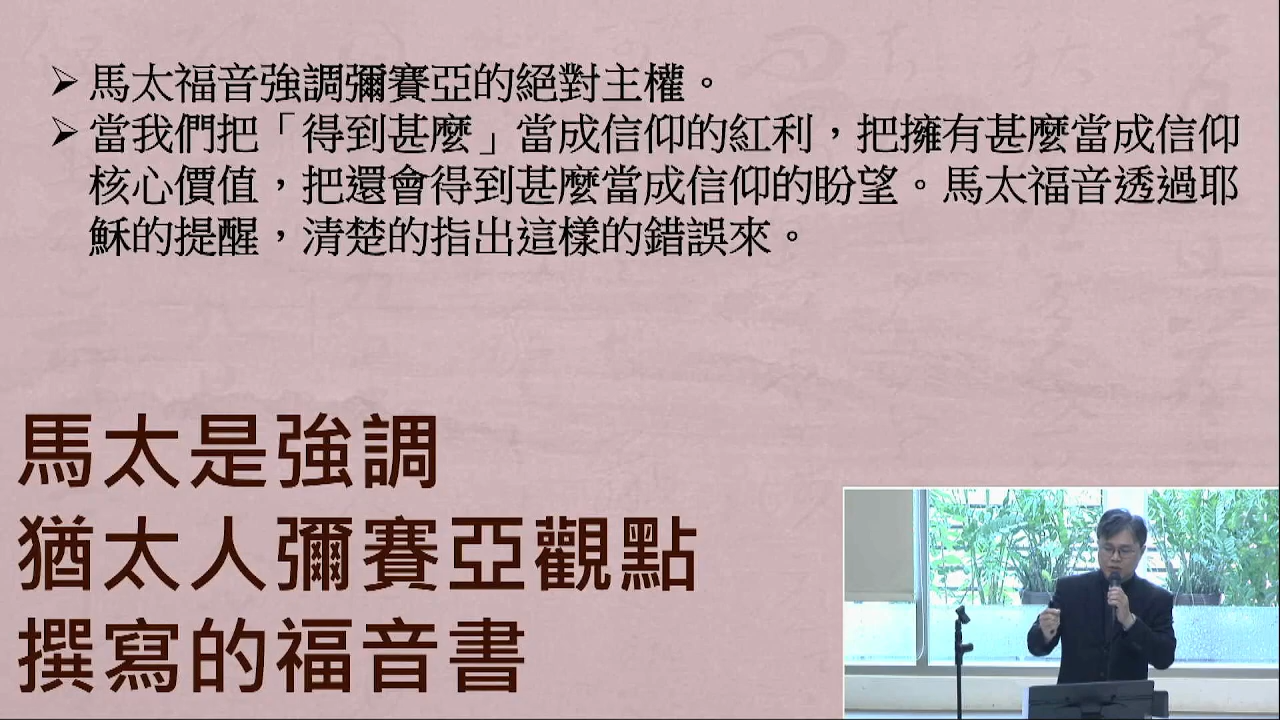 ➢ 馬太福音強調彌賽亞的絕對主權。
➢ 當我們把「得到甚麼」當成信仰的紅利，把擁有甚麼當成信仰
核心價值，把還會得到甚麼當成信仰的盼望。馬太福音透過耶
穌的提醒，清楚的指出這樣的錯誤來。
馬太是強調
猶太人彌賽亞觀點
撰寫的福音書